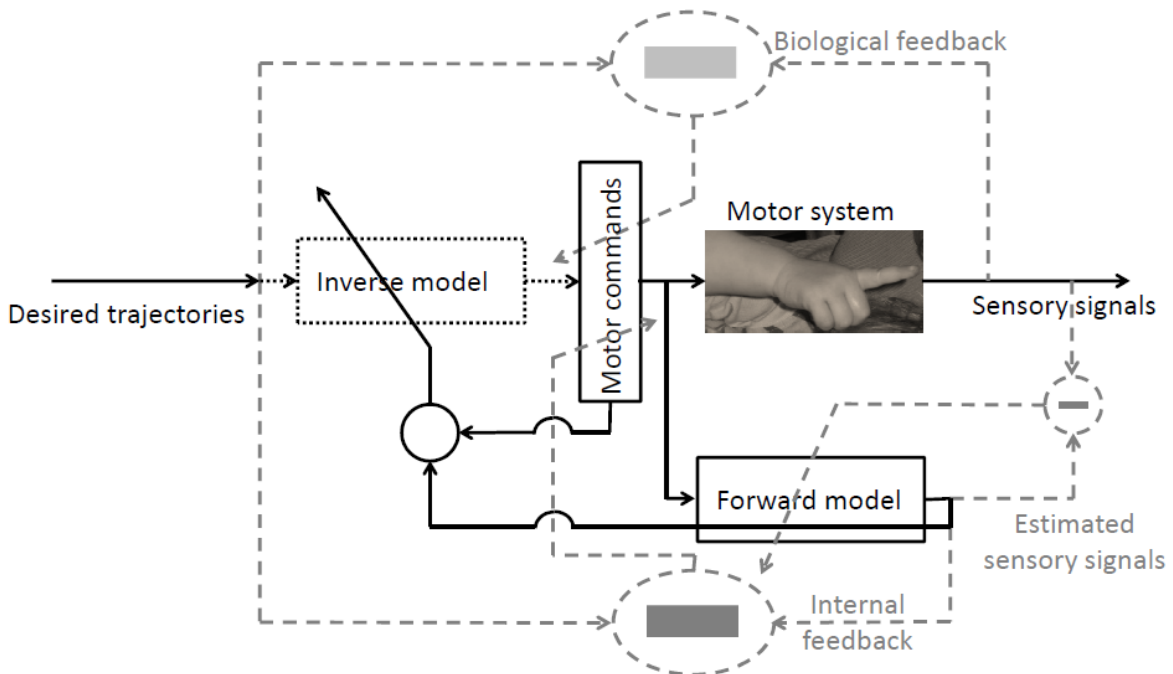 Biological feedback
Motor commands
Motor system
Inverse model
Desired trajectories
Sensory signals
Forward model
Estimated
sensory signals
Internal
feedback